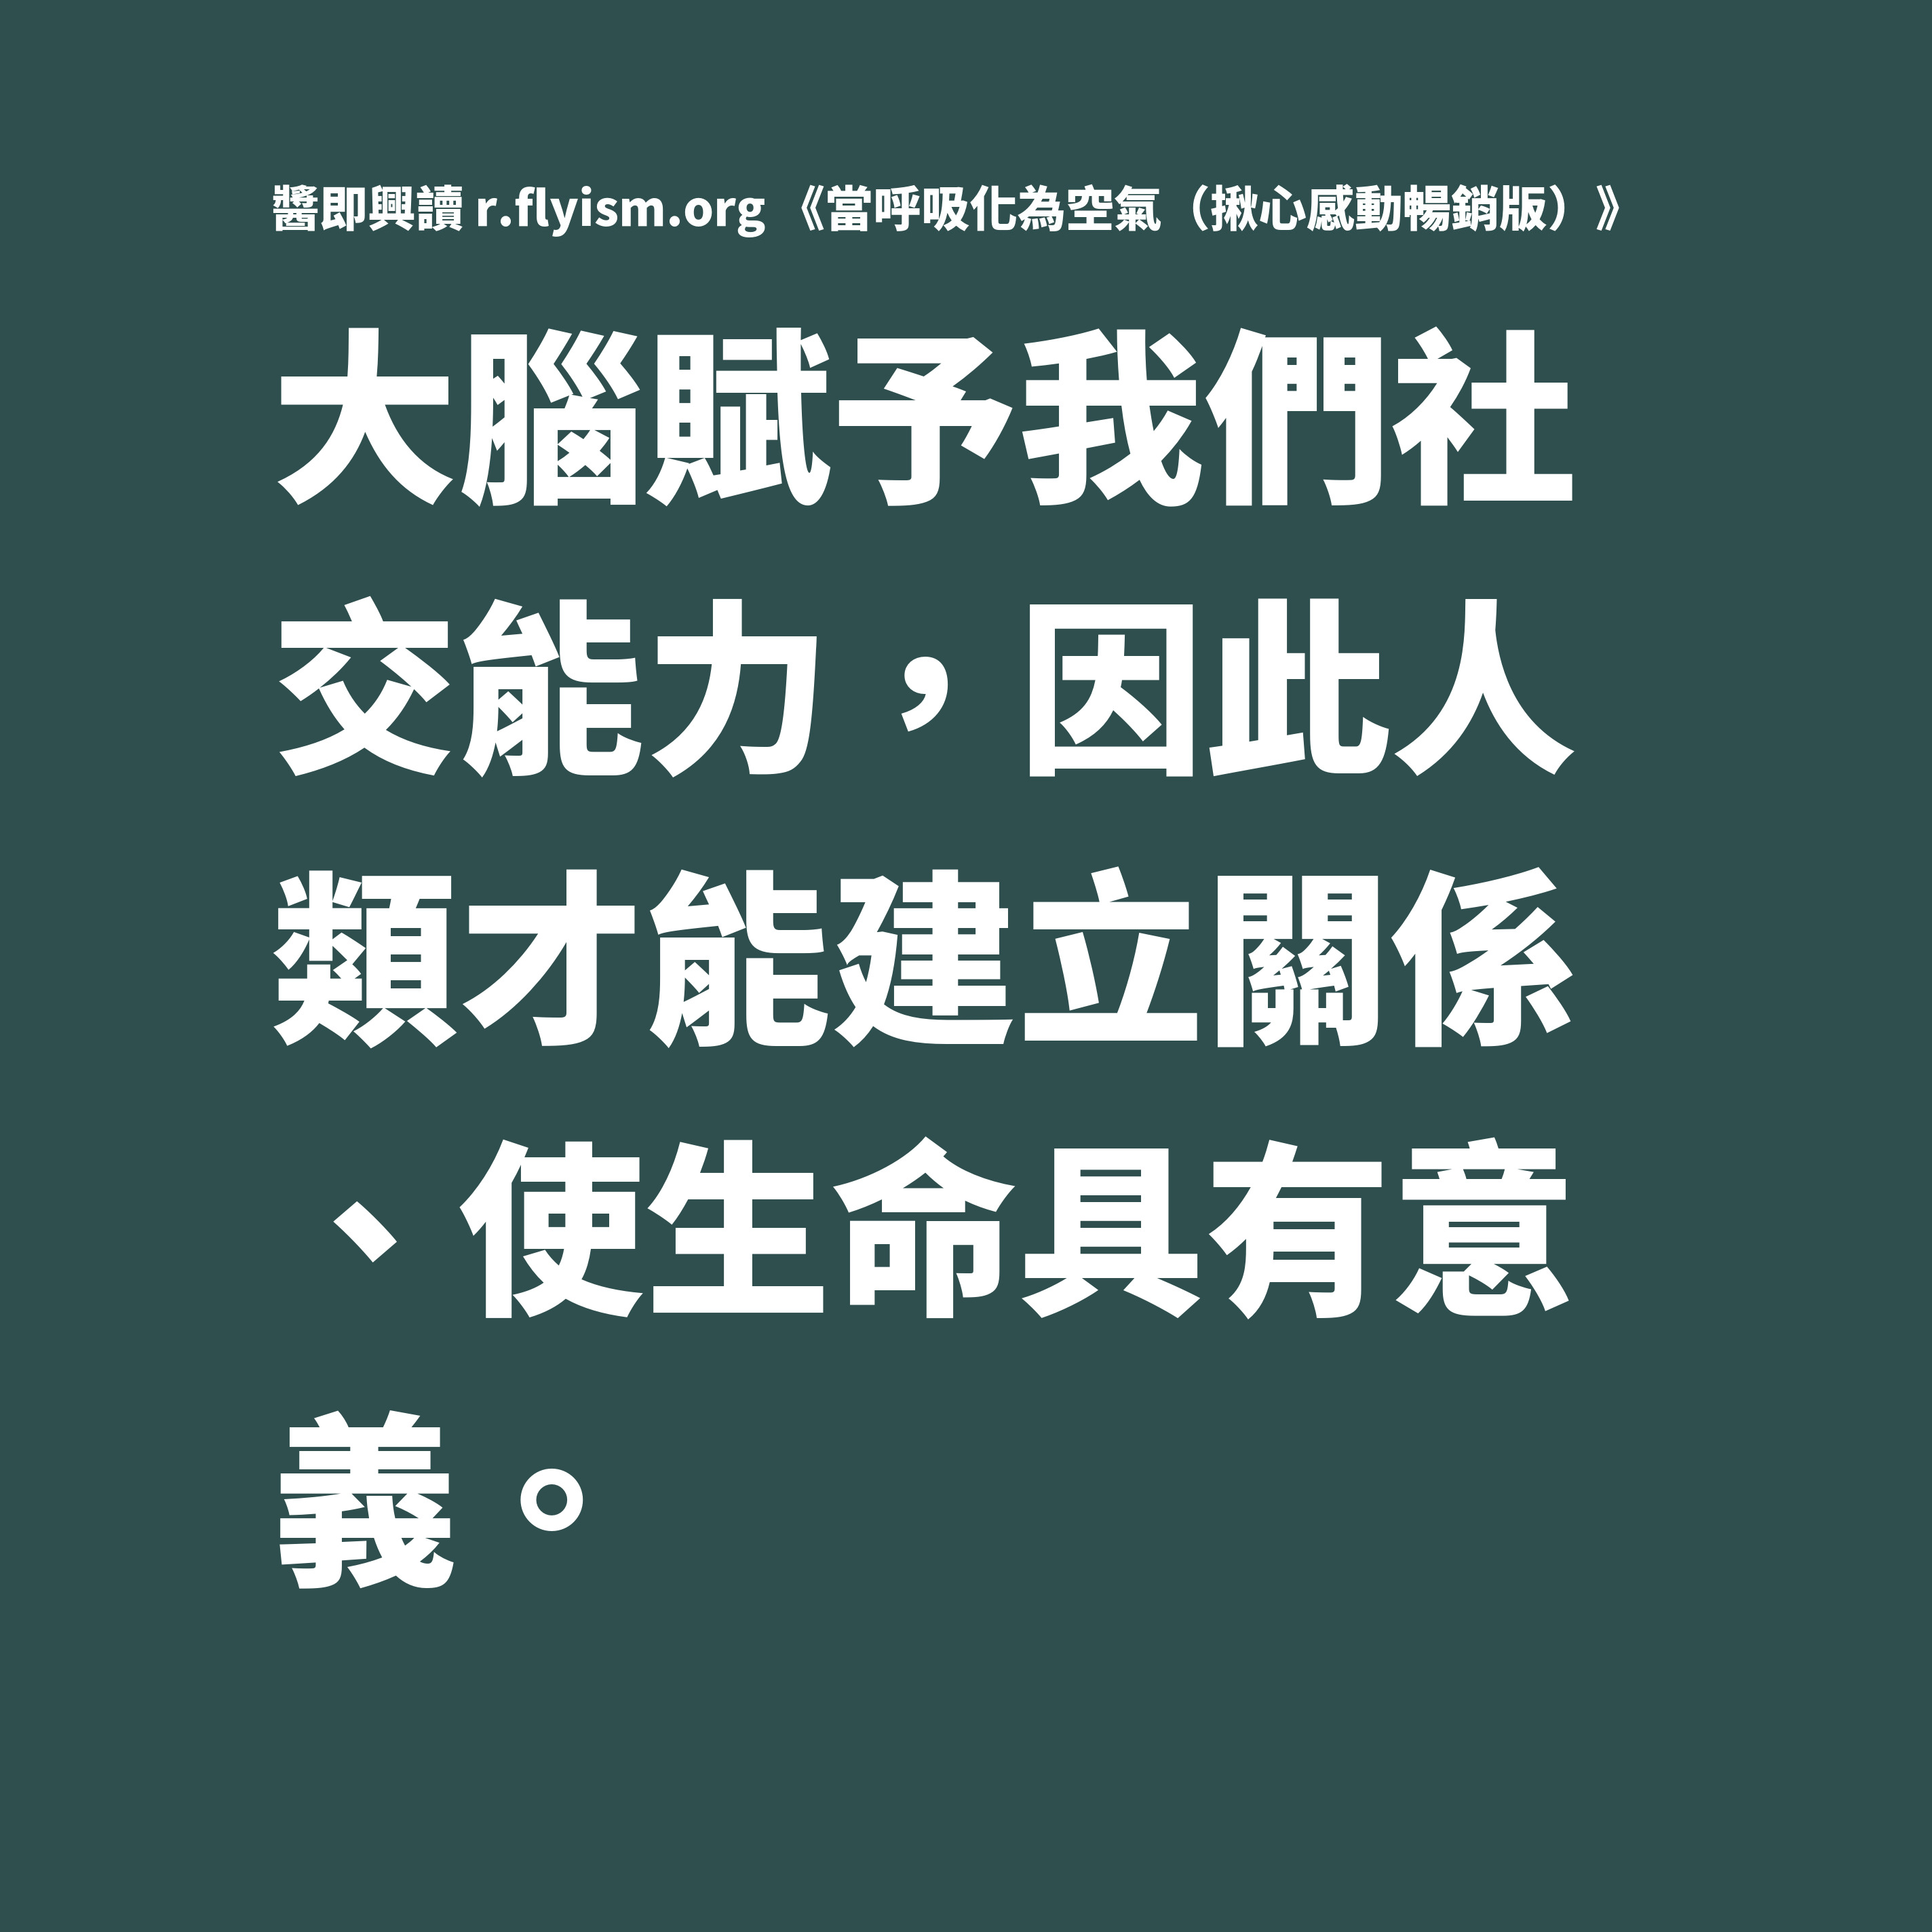 蟄即興讀 r.ftvjism.org《當呼吸化為空氣（揪心感動暢銷版）》
大腦賦予我們社
交能力，因此人
類才能建立關係
、使生命具有意
義。